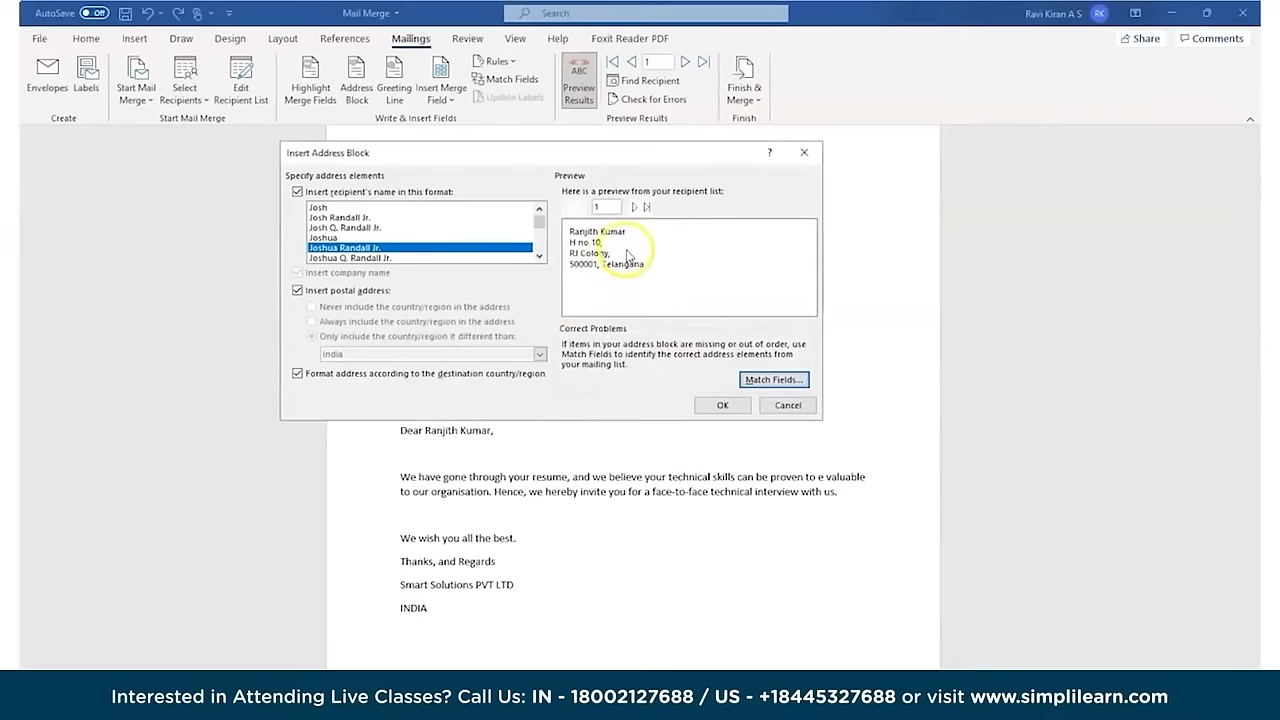 AutoSave Off
Mail Merge
Search
Ravi Kiran A S RK
File Home Insert Draw Design Layout References Mailings Review View Help Foxit Reader PDF
Share Comments
Envelopes
Labels
Start Mail Merge
Select Recipients
Edit Recipient List
Highlight Merge Fields
Address Block
Greeting Line
Insert Merge Field
Rules
Match Fields
Update Labels
ABC
Preview Results
1
Find Recipient
Check for Errors
Finish & Merge
Create Start Mail Merge Write & Insert Fields Preview Results Finish
Insert Address Block ?
Specify address elements
Insert recipient's name in this format:
Josh
Josh Randall Jr.
Josh Q. Randall Jr.
Joshua
Joshua Randall Jr.
Joshua Q. Randall Jr.
Insert company name
Insert postal address:
Never include the country/region in the address
Always include the country/region in the address
Only include the country/region if different than:
India
Format address according to the destination country/region
Preview
Here is a preview from your recipient list:
1
Ranjith Kumar
H no 10,
RJ Colony,
500001, Telangana
Correct Problems
If items in your address block are missing or out of order, use
Match Fields to identify the correct address elements from
your mailing list.
Match Fields...
OK Cancel
Dear Ranjith Kumar,
We have gone through your resume, and we believe your technical skills can be proven to e valuable
to our organisation. Hence, we hereby invite you for a face-to-face technical interview with us.
We wish you all the best.
Thanks, and Regards
Smart Solutions PVT LTD
INDIA
Interested in Attending Live Classes? Call Us: IN - 18002127688 / US - +18445327688 or visit www.simplilearn.com